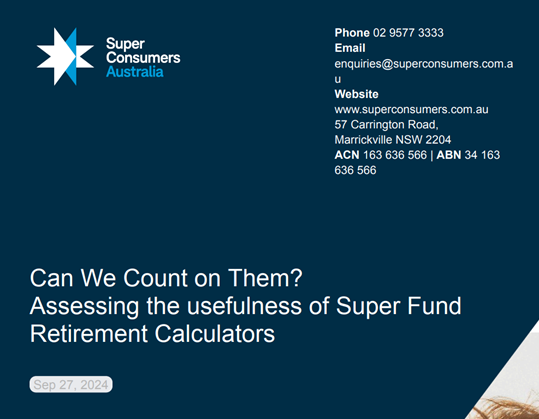 Super
Consumers
Australia
Phone 02 9577 3333
Email
enquiries@superconsumers.com.a
u
Website
www.superconsumers.com.au
57 Carrington Road,
Marrickville NSW 2204
ACN 163 636 566 | ABN 34 163
636 566
Can We Count on Them?
Assessing the usefulness of Super Fund
Retirement Calculators
Sep 27, 2024